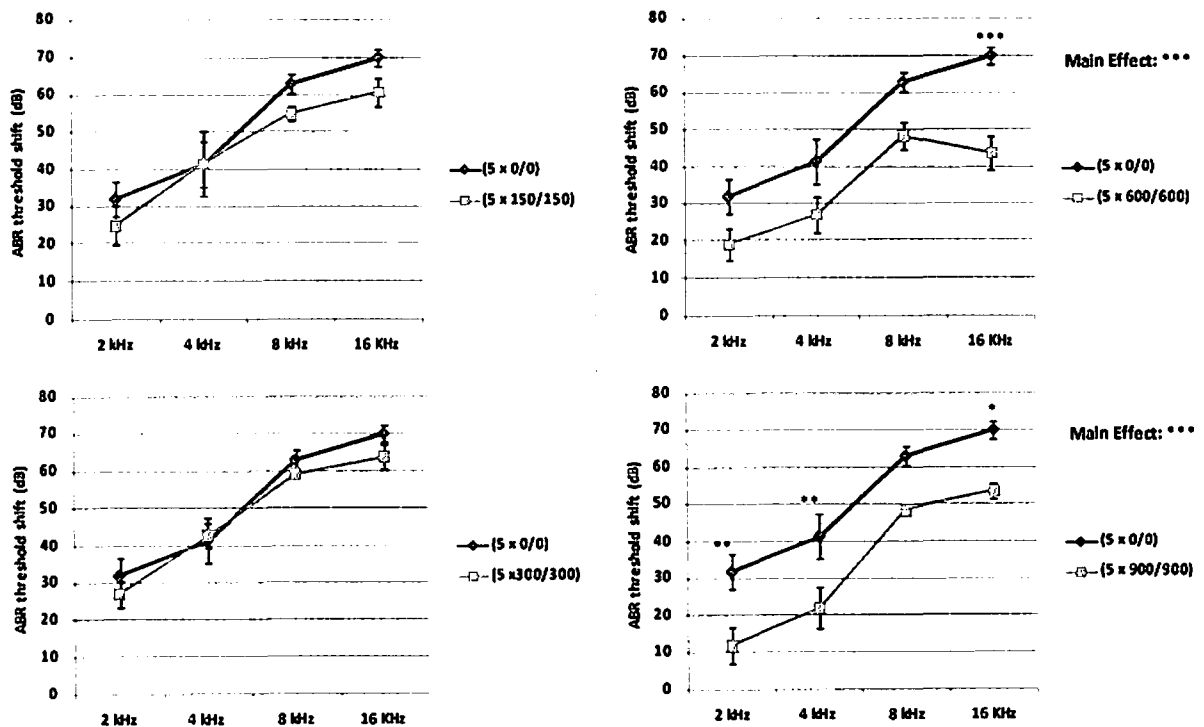 80
70
60
50
40
30
20
10
0
ABR threshold shift (dB)
2 kHz 4 kHz 8 kHz 16 KHz
(5 x 0/0)
(5 x 150/150)
80
70
60
50
40
30
20
10
0
ABR threshold shift (dB)
2 kHz 4 kHz 8 kHz 16 KHz
***
Main Effect: ***
(5 x 0/0)
(5 x 600/600)
80
70
60
50
40
30
20
10
0
ABR threshold shift (dB)
2 kHz 4 kHz 8 kHz 16 KHz
(5 x 0/0)
(5 x300/300)
80
70
60
50
40
30
20
10
0
ABR threshold shift (dB)
2 kHz 4 kHz 8 kHz 16 KHz
**
**
*
Main Effect: ***
(5 x 0/0)
(5 x 900/900)